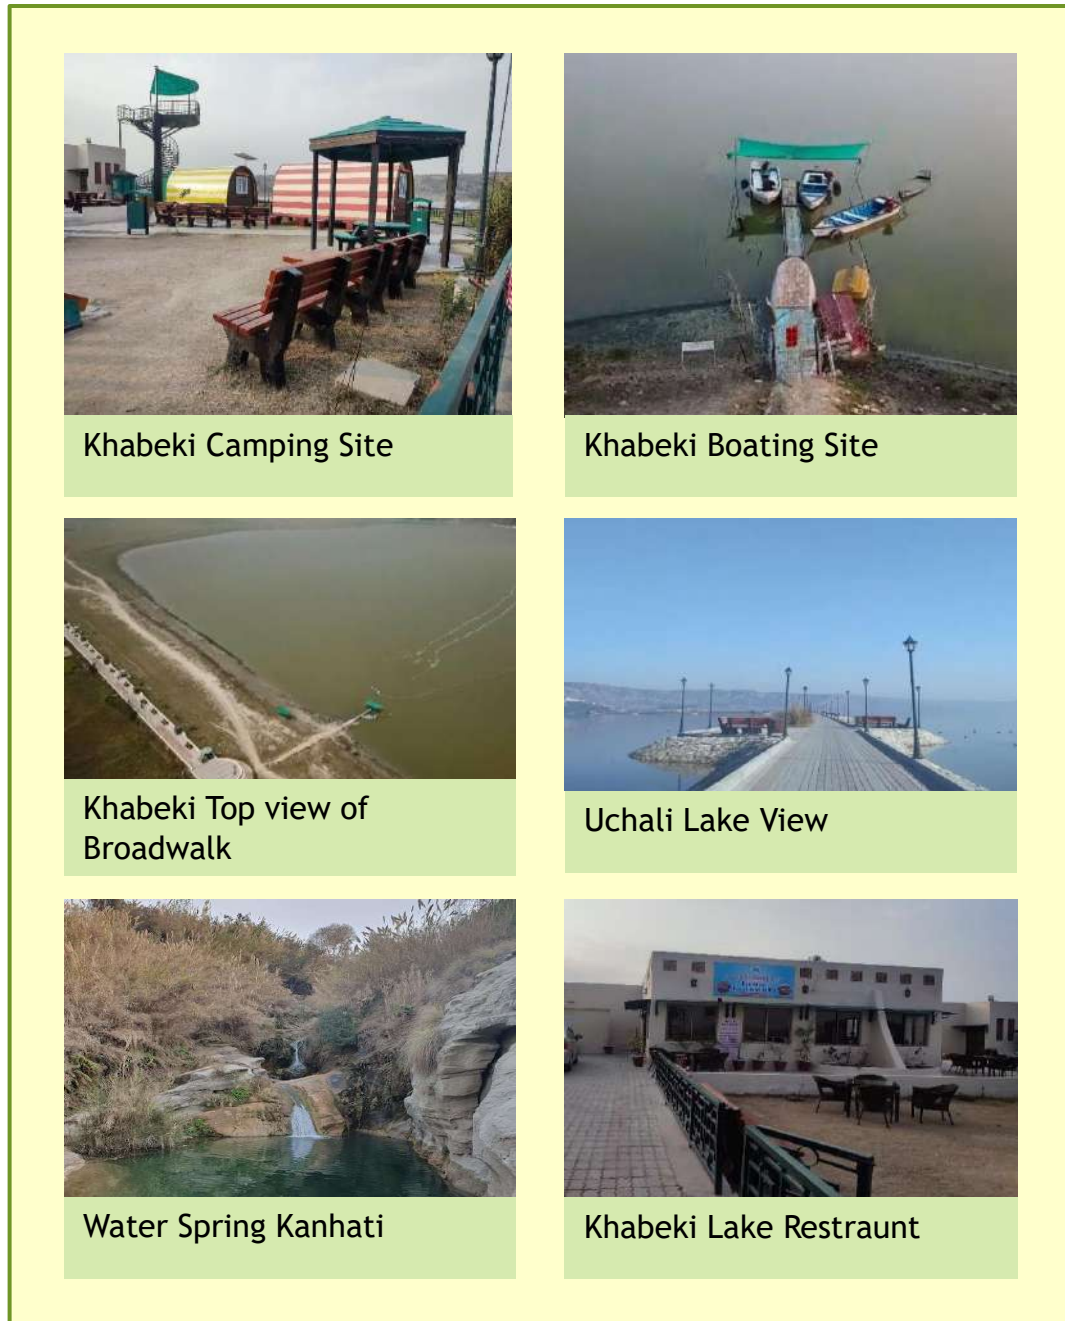 Khabeki Camping Site
Khabeki Boating Site
Khabeki Top view of
Broadwalk
Uchali Lake View
Water Spring Kanhati
Khabeki Lake Restraunt